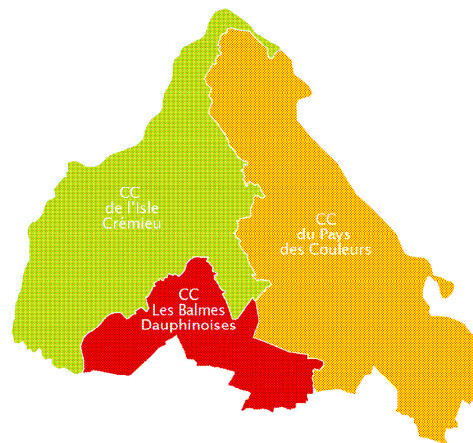 CC
de l'Isle
Crémieu
CC
du Pays
des Couleurs
CC
Les Balmes
Dauphinoises